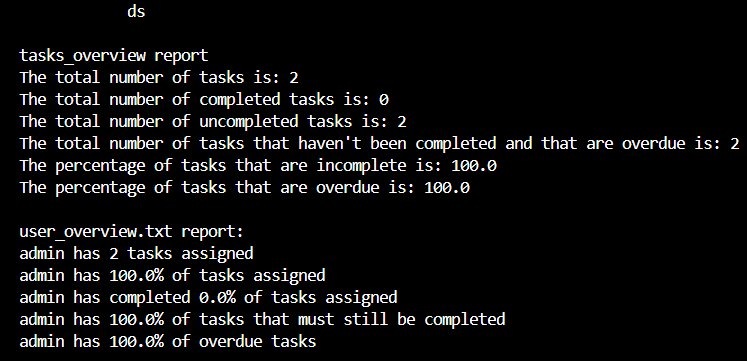 ds
tasks_overview report
The total number of tasks is: 2
The total number of completed tasks is: 0
The total number of uncompleted tasks is: 2
The total number of tasks that haven't been completed and that are overdue is: 2
The percentage of tasks that are incomplete is: 100.0
The percentage of tasks that are overdue is: 100.0
user_overview.txt report:
admin has 2 tasks assigned
admin has 100.0% of tasks assigned
admin has completed 0.0% of tasks assigned
admin has 100.0% of tasks that must still be completed
admin has 100.0% of overdue tasks